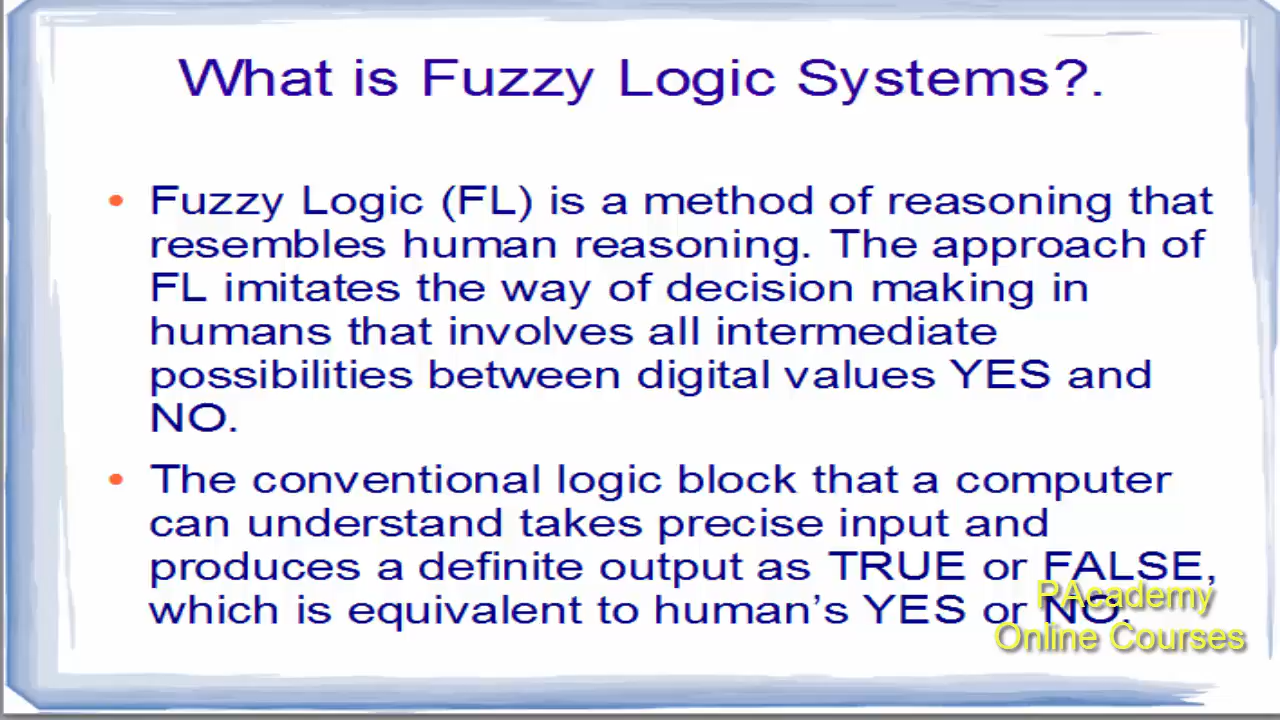 What is Fuzzy Logic Systems?.
• Fuzzy Logic (FL) is a method of reasoning that
resembles human reasoning. The approach of
FL imitates the way of decision making in
humans that involves all intermediate
possibilities between digital values YES and
NO.
• The conventional logic block that a computer
can understand takes precise input and
produces a definite output as TRUE or FALSE,
which is equivalent to human’s YES or NO.
PAcademy
Online Courses